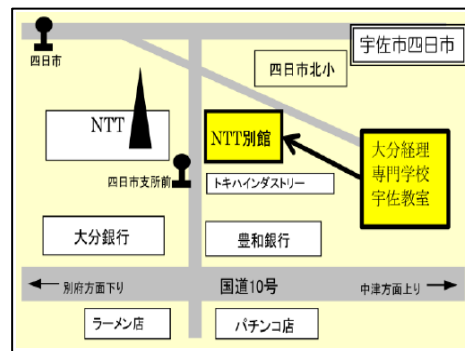 宇佐市四日市
四日市
四日市北小
NTT
NTT別館
大分経理
専門学校
宇佐教室
四日市支所前
トキハインダストリー
大分銀行
豊和銀行
別府方面下り
国道10号
中津方面上り
ラーメン店
パチンコ店